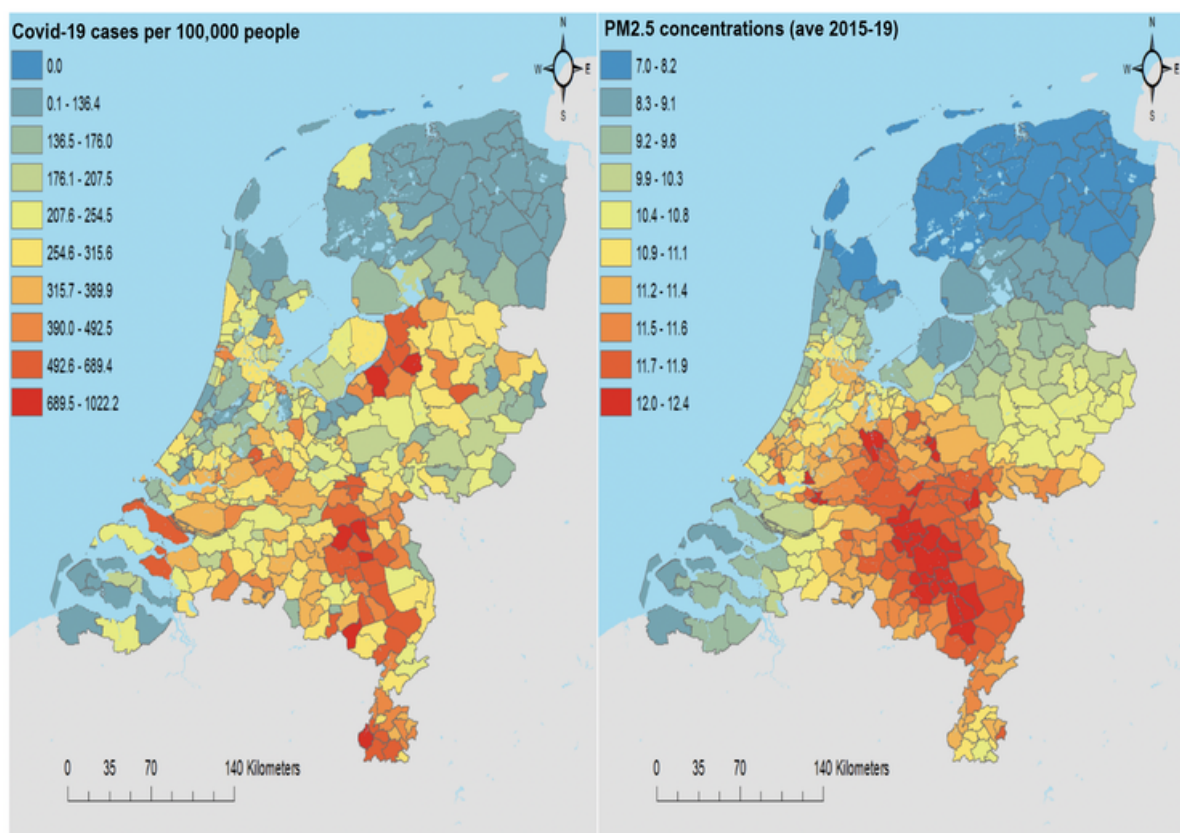 Covid-19 cases per 100,000 people
N
W E
S
0.0
0.1 - 136.4
136.5 - 176.0
176.1 - 207.5
207.6 - 254.5
254.6 - 315.6
315.7 - 389.9
390.0 - 492.5
492.6 - 689.4
689.5 - 1022.2
0 35 70 140 Kilometers
PM2.5 concentrations (ave 2015-19)
N
W E
S
7.0 - 8.2
8.3 - 9.1
9.2 - 9.8
9.9 - 10.3
10.4 - 10.8
10.9 - 11.1
11.2 - 11.4
11.5 - 11.6
11.7 - 11.9
12.0 - 12.4
0 35 70 140 Kilometers